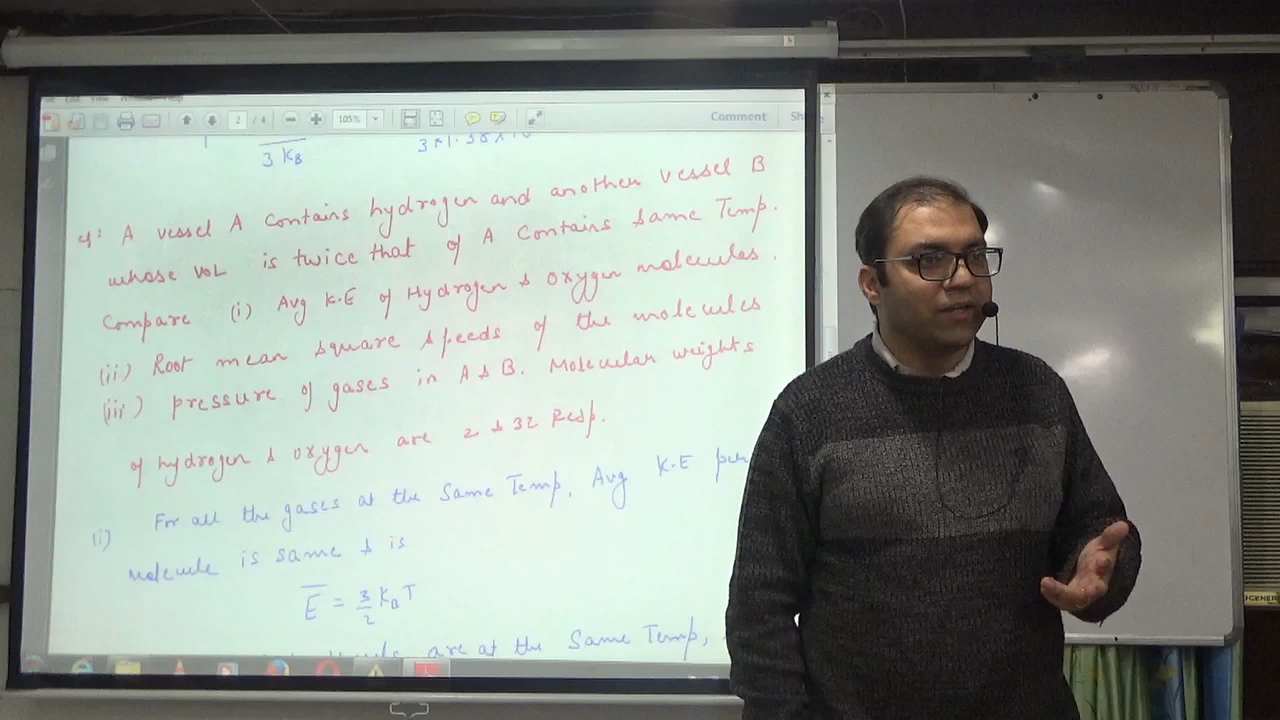 2 / 4 105% Comment
3 KB
Q: A vessel A contains hydrogen and another vessel B
whose vol is twice that of A contains same Temp.
Compare (i) Avg K.E of Hydrogen & oxygen molecules.
(ii) Root mean square speeds of the molecules
(iii) pressure of gases in A & B. Molecular weights
of hydrogen & oxygen are 2 & 32 Resp.
(i) For all the gases at the same Temp, Avg K.E per
molecule is same & is
E = 3/2 KB T
are at the same Temp,